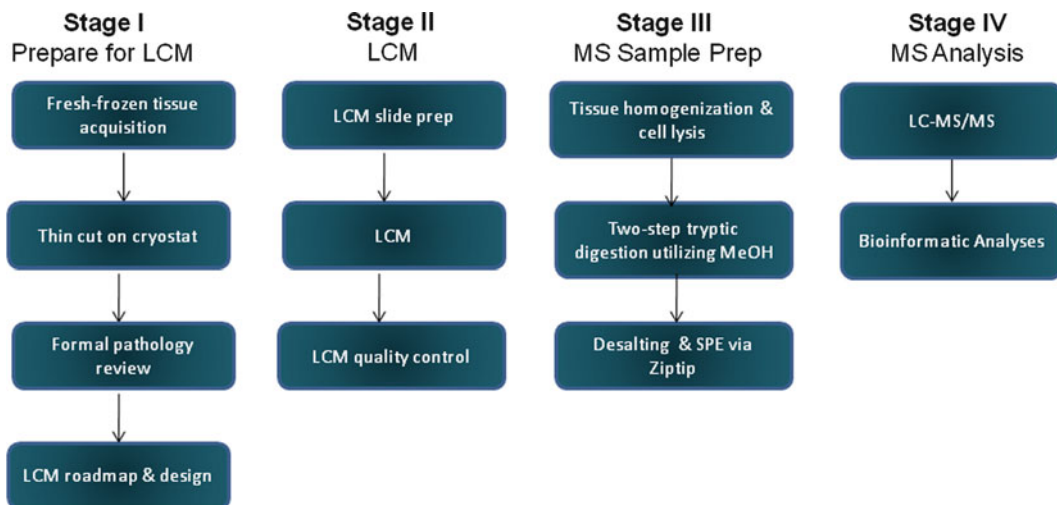 Stage I
Prepare for LCM
Fresh-frozen tissue
acquisition
Thin cut on cryostat
Formal pathology
review
LCM roadmap & design
Stage II
LCM
LCM slide prep
LCM
LCM quality control
Stage III
MS Sample Prep
Tissue homogenization &
cell lysis
Two-step tryptic
digestion utilizing MeOH
Desalting & SPE via
Ziptip
Stage IV
MS Analysis
LC-MS/MS
Bioinformatic Analyses